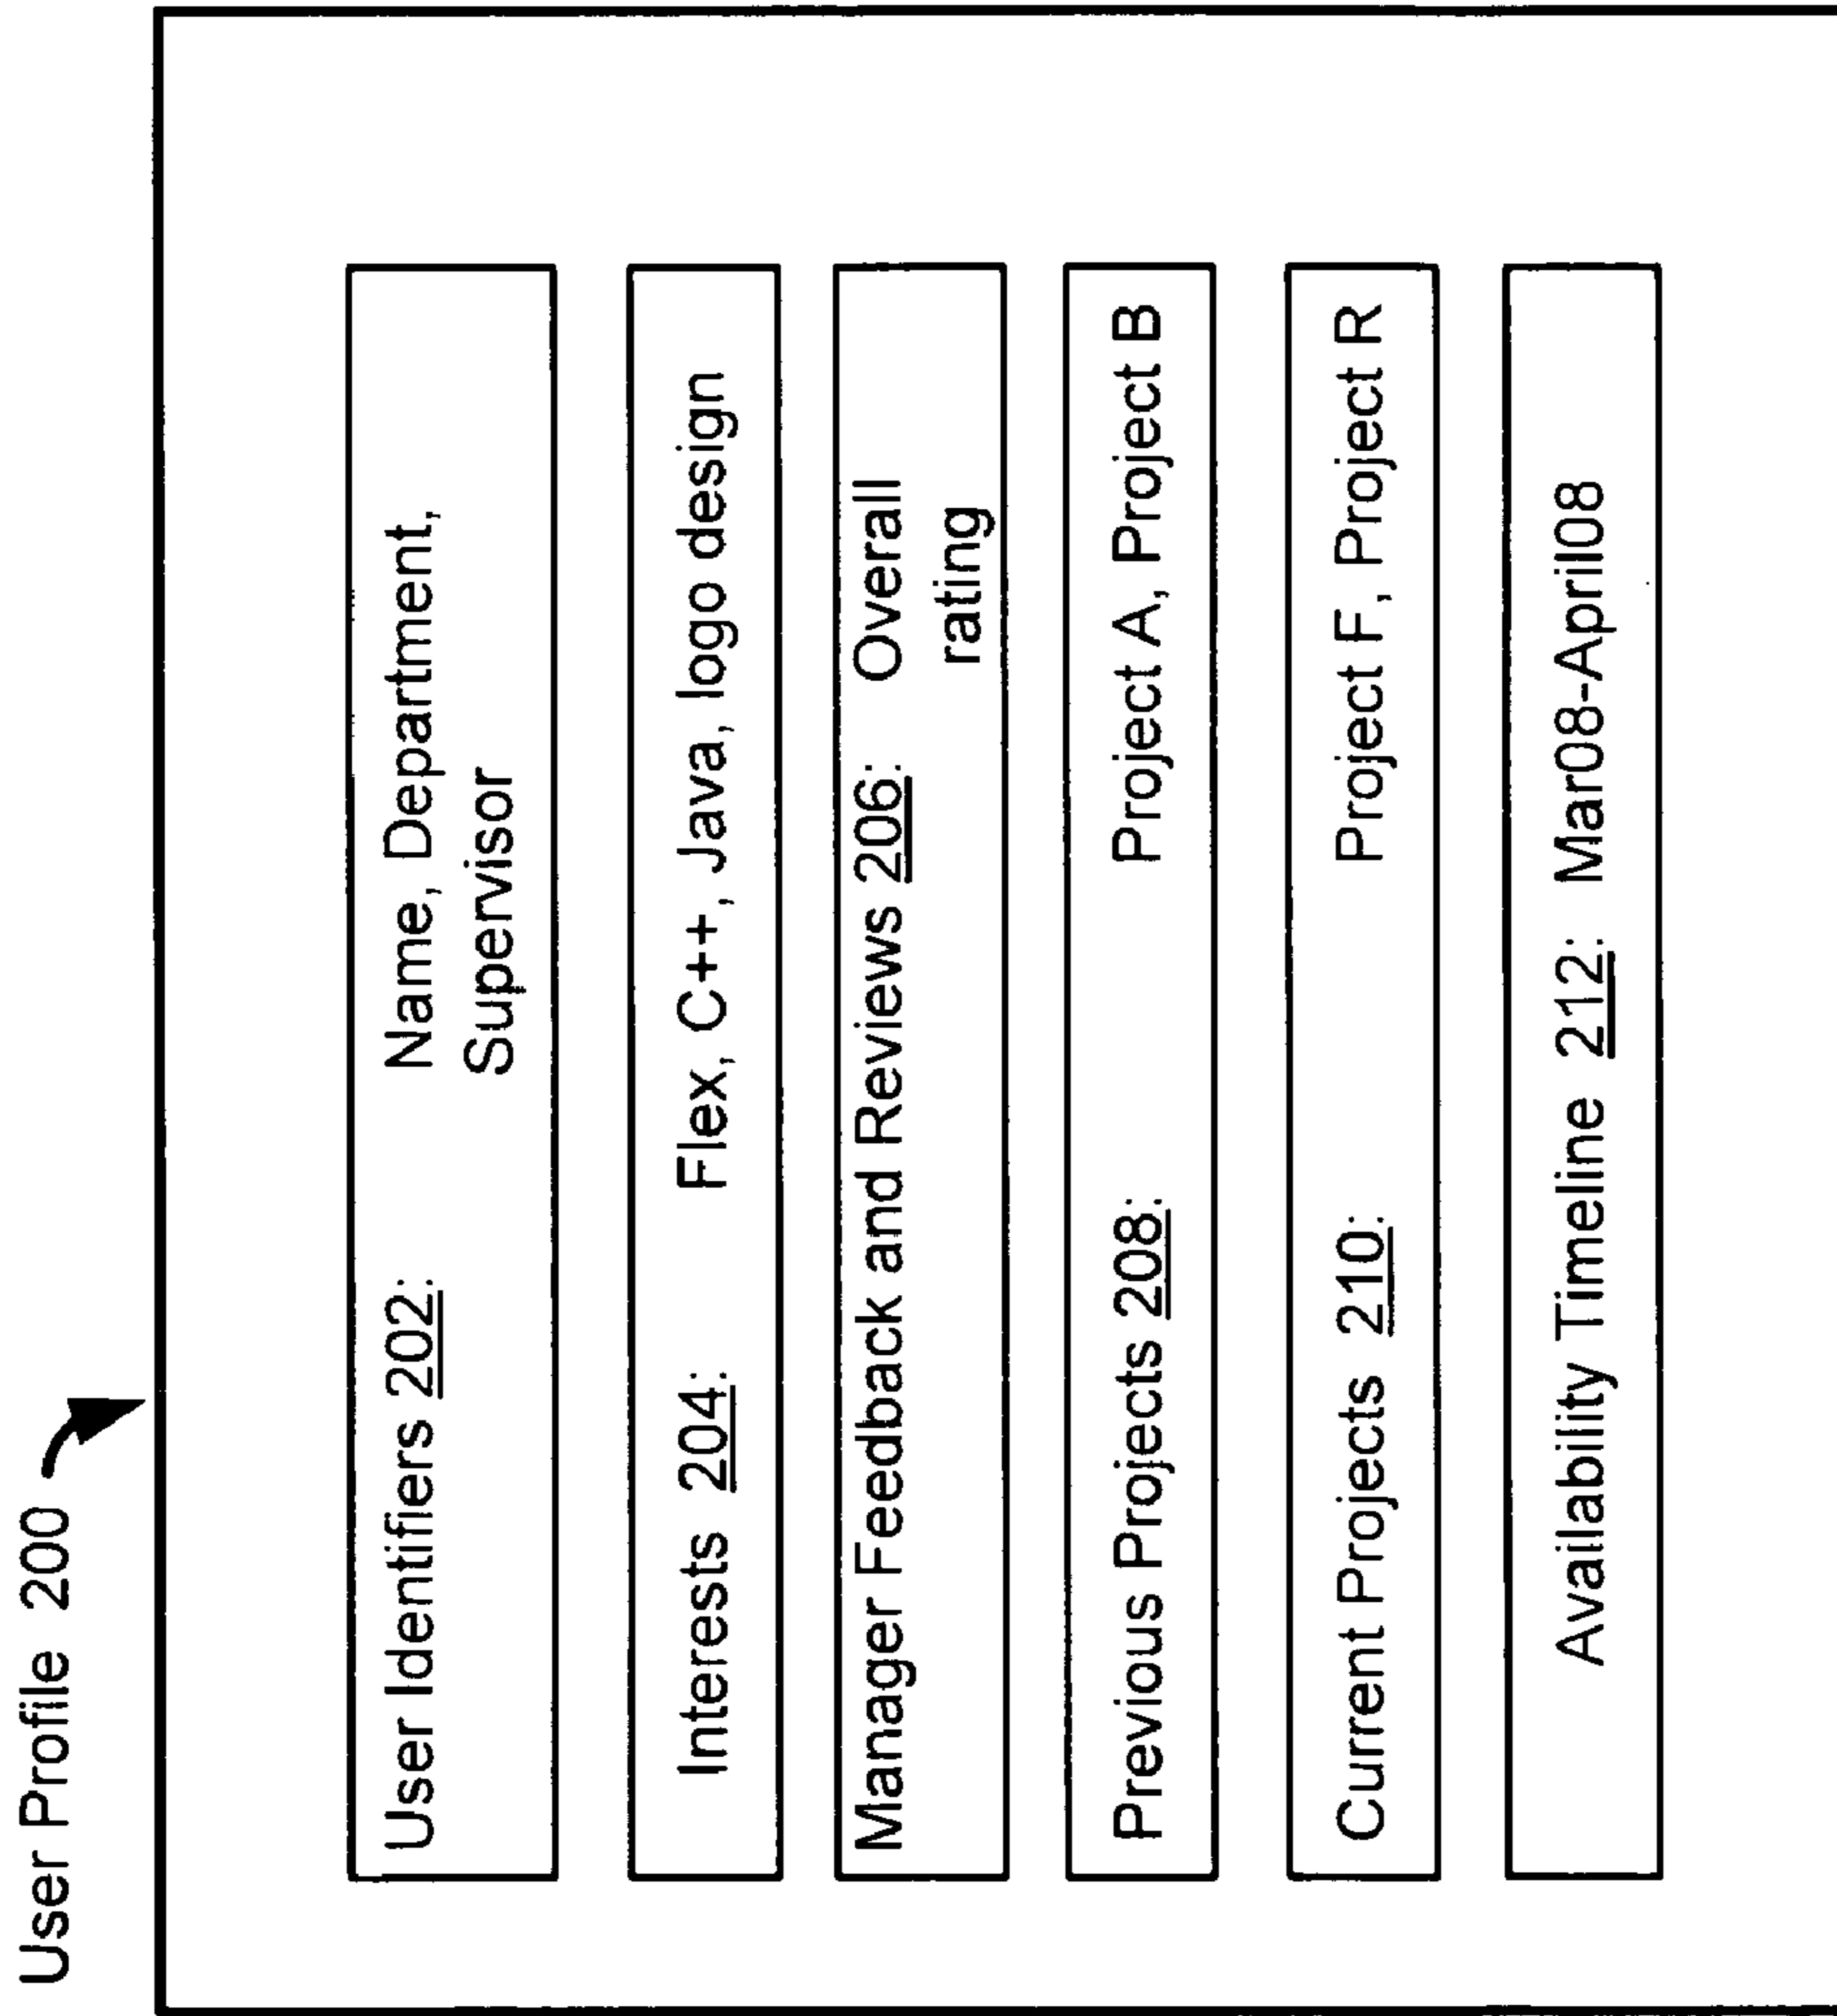 User Profile 200
User Identifiers 202: Name, Department,
Supervisor
Interests 204: Flex, C++, Java, logo design
Manager Feedback and Reviews 206: Overall
rating
Previous Projects 208: Project A, Project B
Current Projects 210: Project F, Project R
Availability Timeline 212: Mar08-April08